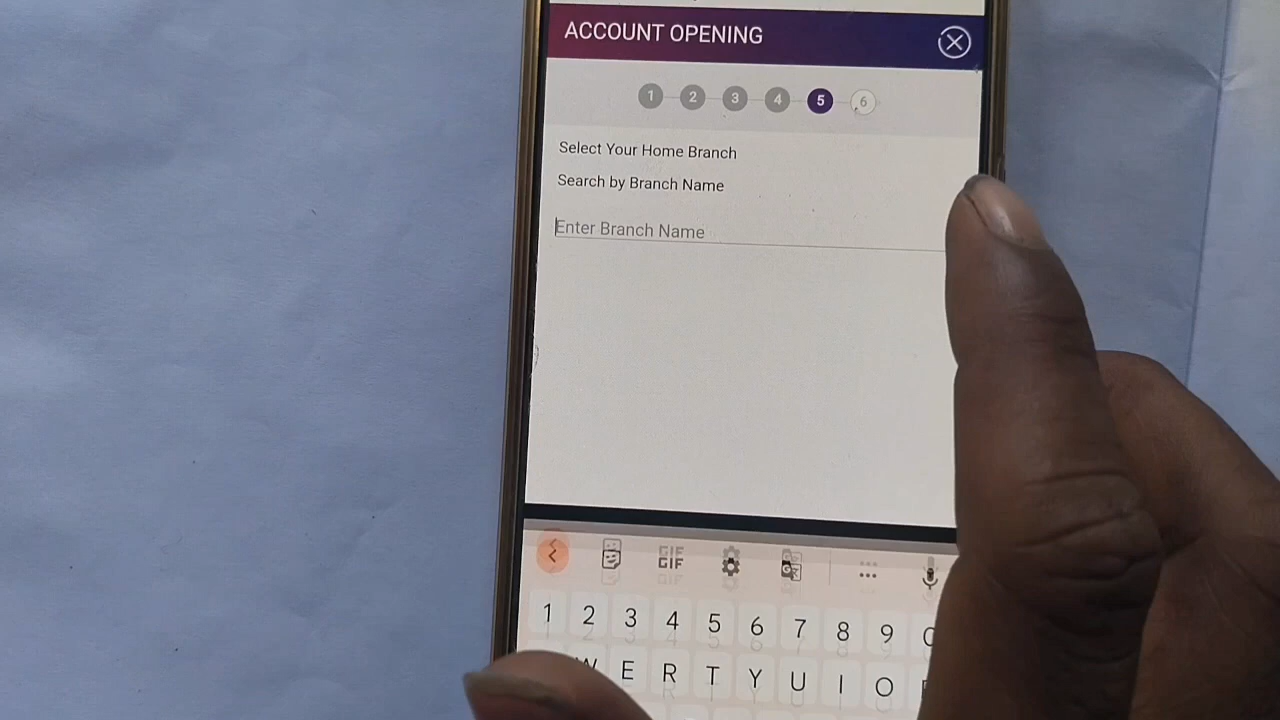 ACCOUNT OPENING
1 2 3 4 5 6
Select Your Home Branch
Search by Branch Name
Enter Branch Name
GIF
1 2 3 4 5 6 7 8 9
W E R T Y U I O